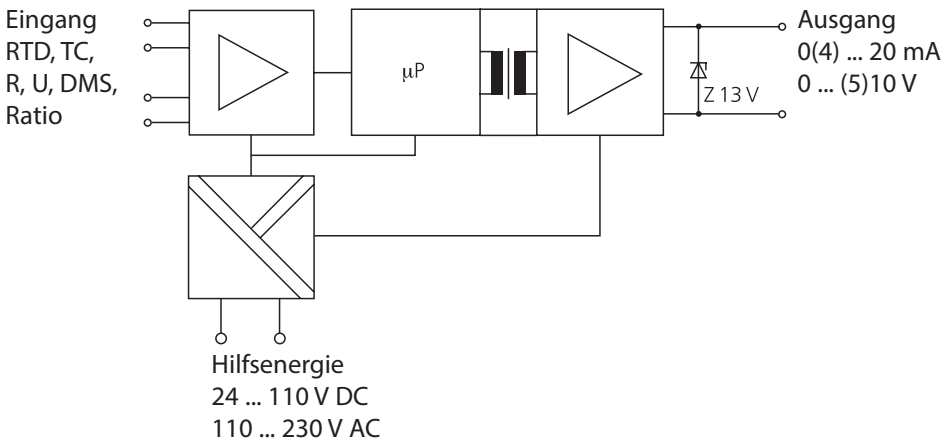 Eingang
RTD, TC,
R, U, DMS,
Ratio
µP
Z 13 V
Ausgang
0(4) ... 20 mA
0 ... (5)10 V
Hilfsenergie
24 ... 110 V DC
110 ... 230 V AC